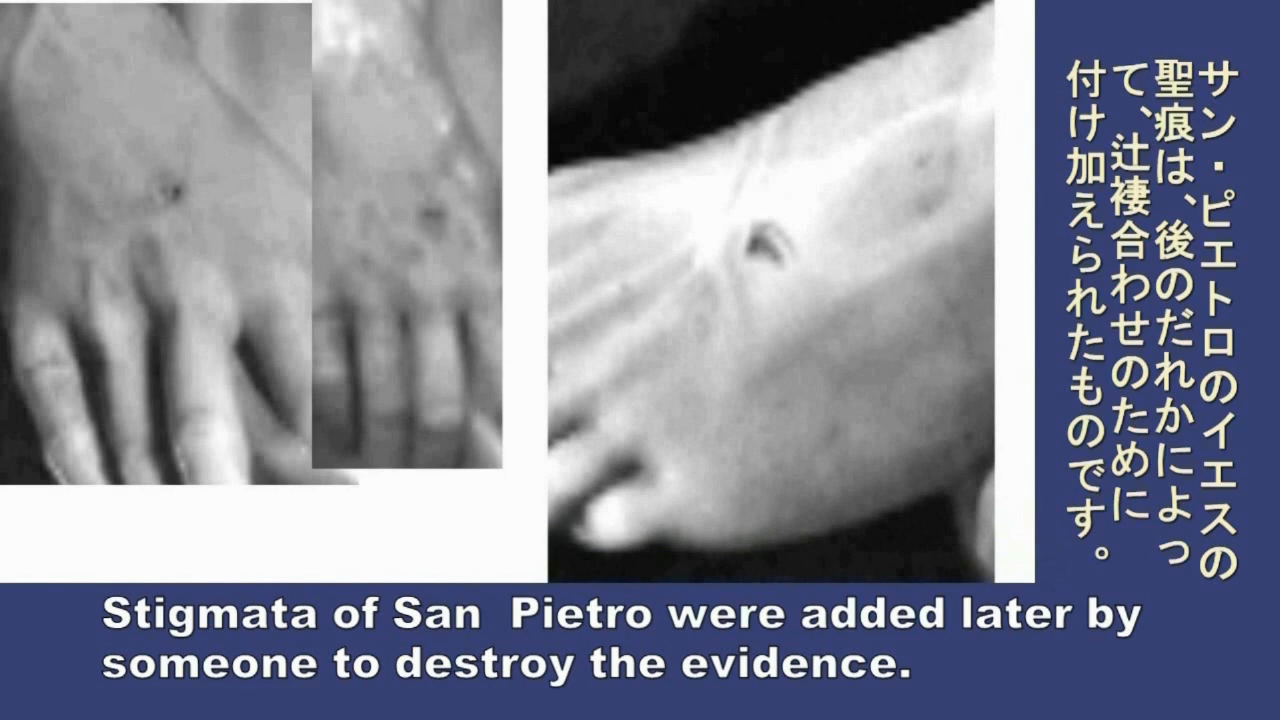 サン・ピエトロのイエスの
聖痕は、後のだれかによっ
て、辻褄合わせのために
付け加えられたものです。
Stigmata of San  Pietro were added later by
someone to destroy the evidence.